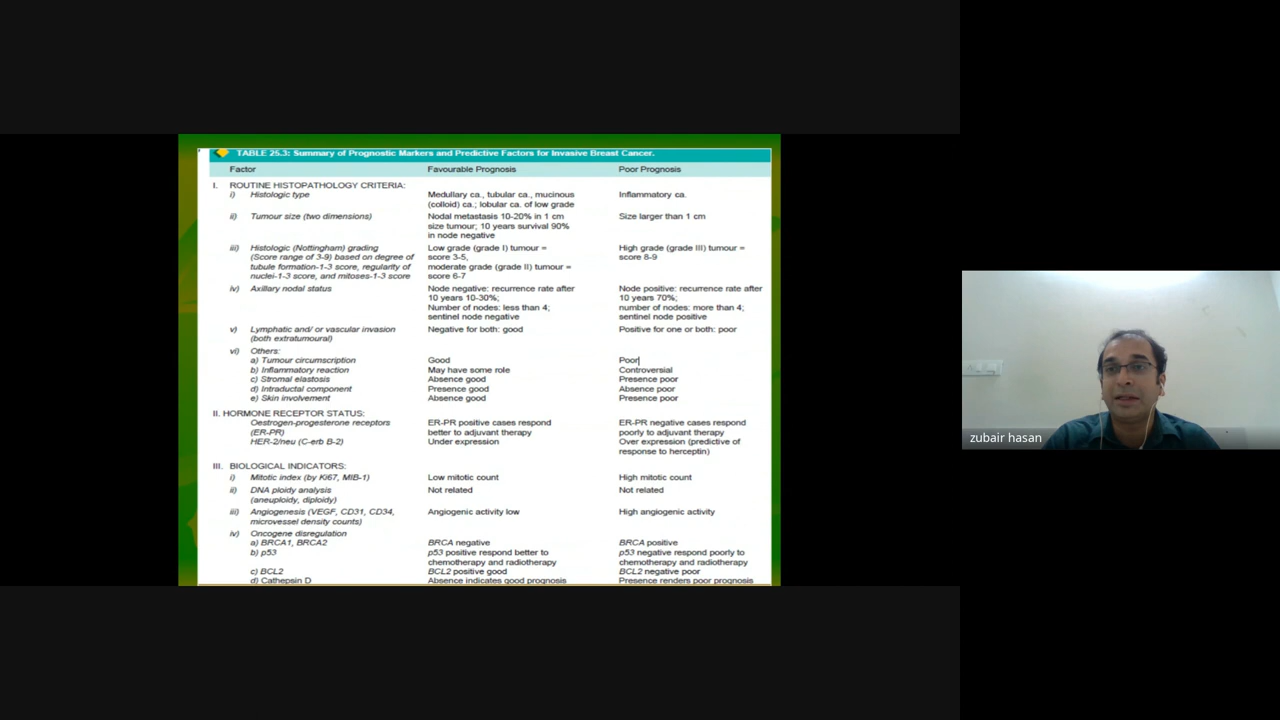 TABLE 25.3: Summary of Prognostic Markers and Predictive Factors for Invasive Breast Cancer.
Factor Favourable Prognosis Poor Prognosis
I. ROUTINE HISTOPATHOLOGY CRITERIA:
i) Histologic type Medullary ca., tubular ca., mucinous Inflammatory ca.
(colloid) ca.; lobular ca. of low grade
ii) Tumour size (two dimensions) Nodal metastasis 10-20% in 1 cm Size larger than 1 cm
size tumour; 10 years survival 90%
in node negative
iii) Histologic (Nottingham) grading Low grade (grade I) tumour = High grade (grade III) tumour =
(Score range of 3-9) based on degree of score 3-5, score 8-9
tubule formation-1-3 score, regularity of moderate grade (grade II) tumour =
nuclei-1-3 score, and mitoses-1-3 score score 6-7
iv) Axillary nodal status Node negative: recurrence rate after Node positive: recurrence rate after
10 years 10-30%; 10 years 70%;
Number of nodes: less than 4; number of nodes: more than 4;
sentinel node negative sentinel node positive
v) Lymphatic and/ or vascular invasion Negative for both: good Positive for one or both: poor
(both extratumoural)
vi) Others:
a) Tumour circumscription Good Poor
b) Inflammatory reaction May have some role Controversial
c) Stromal elastosis Absence good Presence poor
d) Intraductal component Presence good Absence poor
e) Skin involvement Absence good Presence poor
II. HORMONE RECEPTOR STATUS:
Oestrogen-progesterone receptors ER-PR positive cases respond ER-PR negative cases respond
(ER-PR) better to adjuvant therapy poorly to adjuvant therapy
HER-2/neu (C-erb B-2) Under expression Over expression (predictive of
response to herceptin)
III. BIOLOGICAL INDICATORS:
i) Mitotic index (by Ki67, MIB-1) Low mitotic count High mitotic count
ii) DNA ploidy analysis Not related Not related
(aneuploidy, diploidy)
iii) Angiogenesis (VEGF, CD31, CD34, Angiogenic activity low High angiogenic activity
microvessel density counts)
iv) Oncogene disregulation
a) BRCA1, BRCA2 BRCA negative BRCA positive
b) p53 p53 positive respond better to p53 negative respond poorly to
chemotherapy and radiotherapy chemotherapy and radiotherapy
c) BCL2 BCL2 positive good BCL2 negative poor
d) Cathepsin D Absence indicates good prognosis Presence renders poor prognosis
zubair hasan